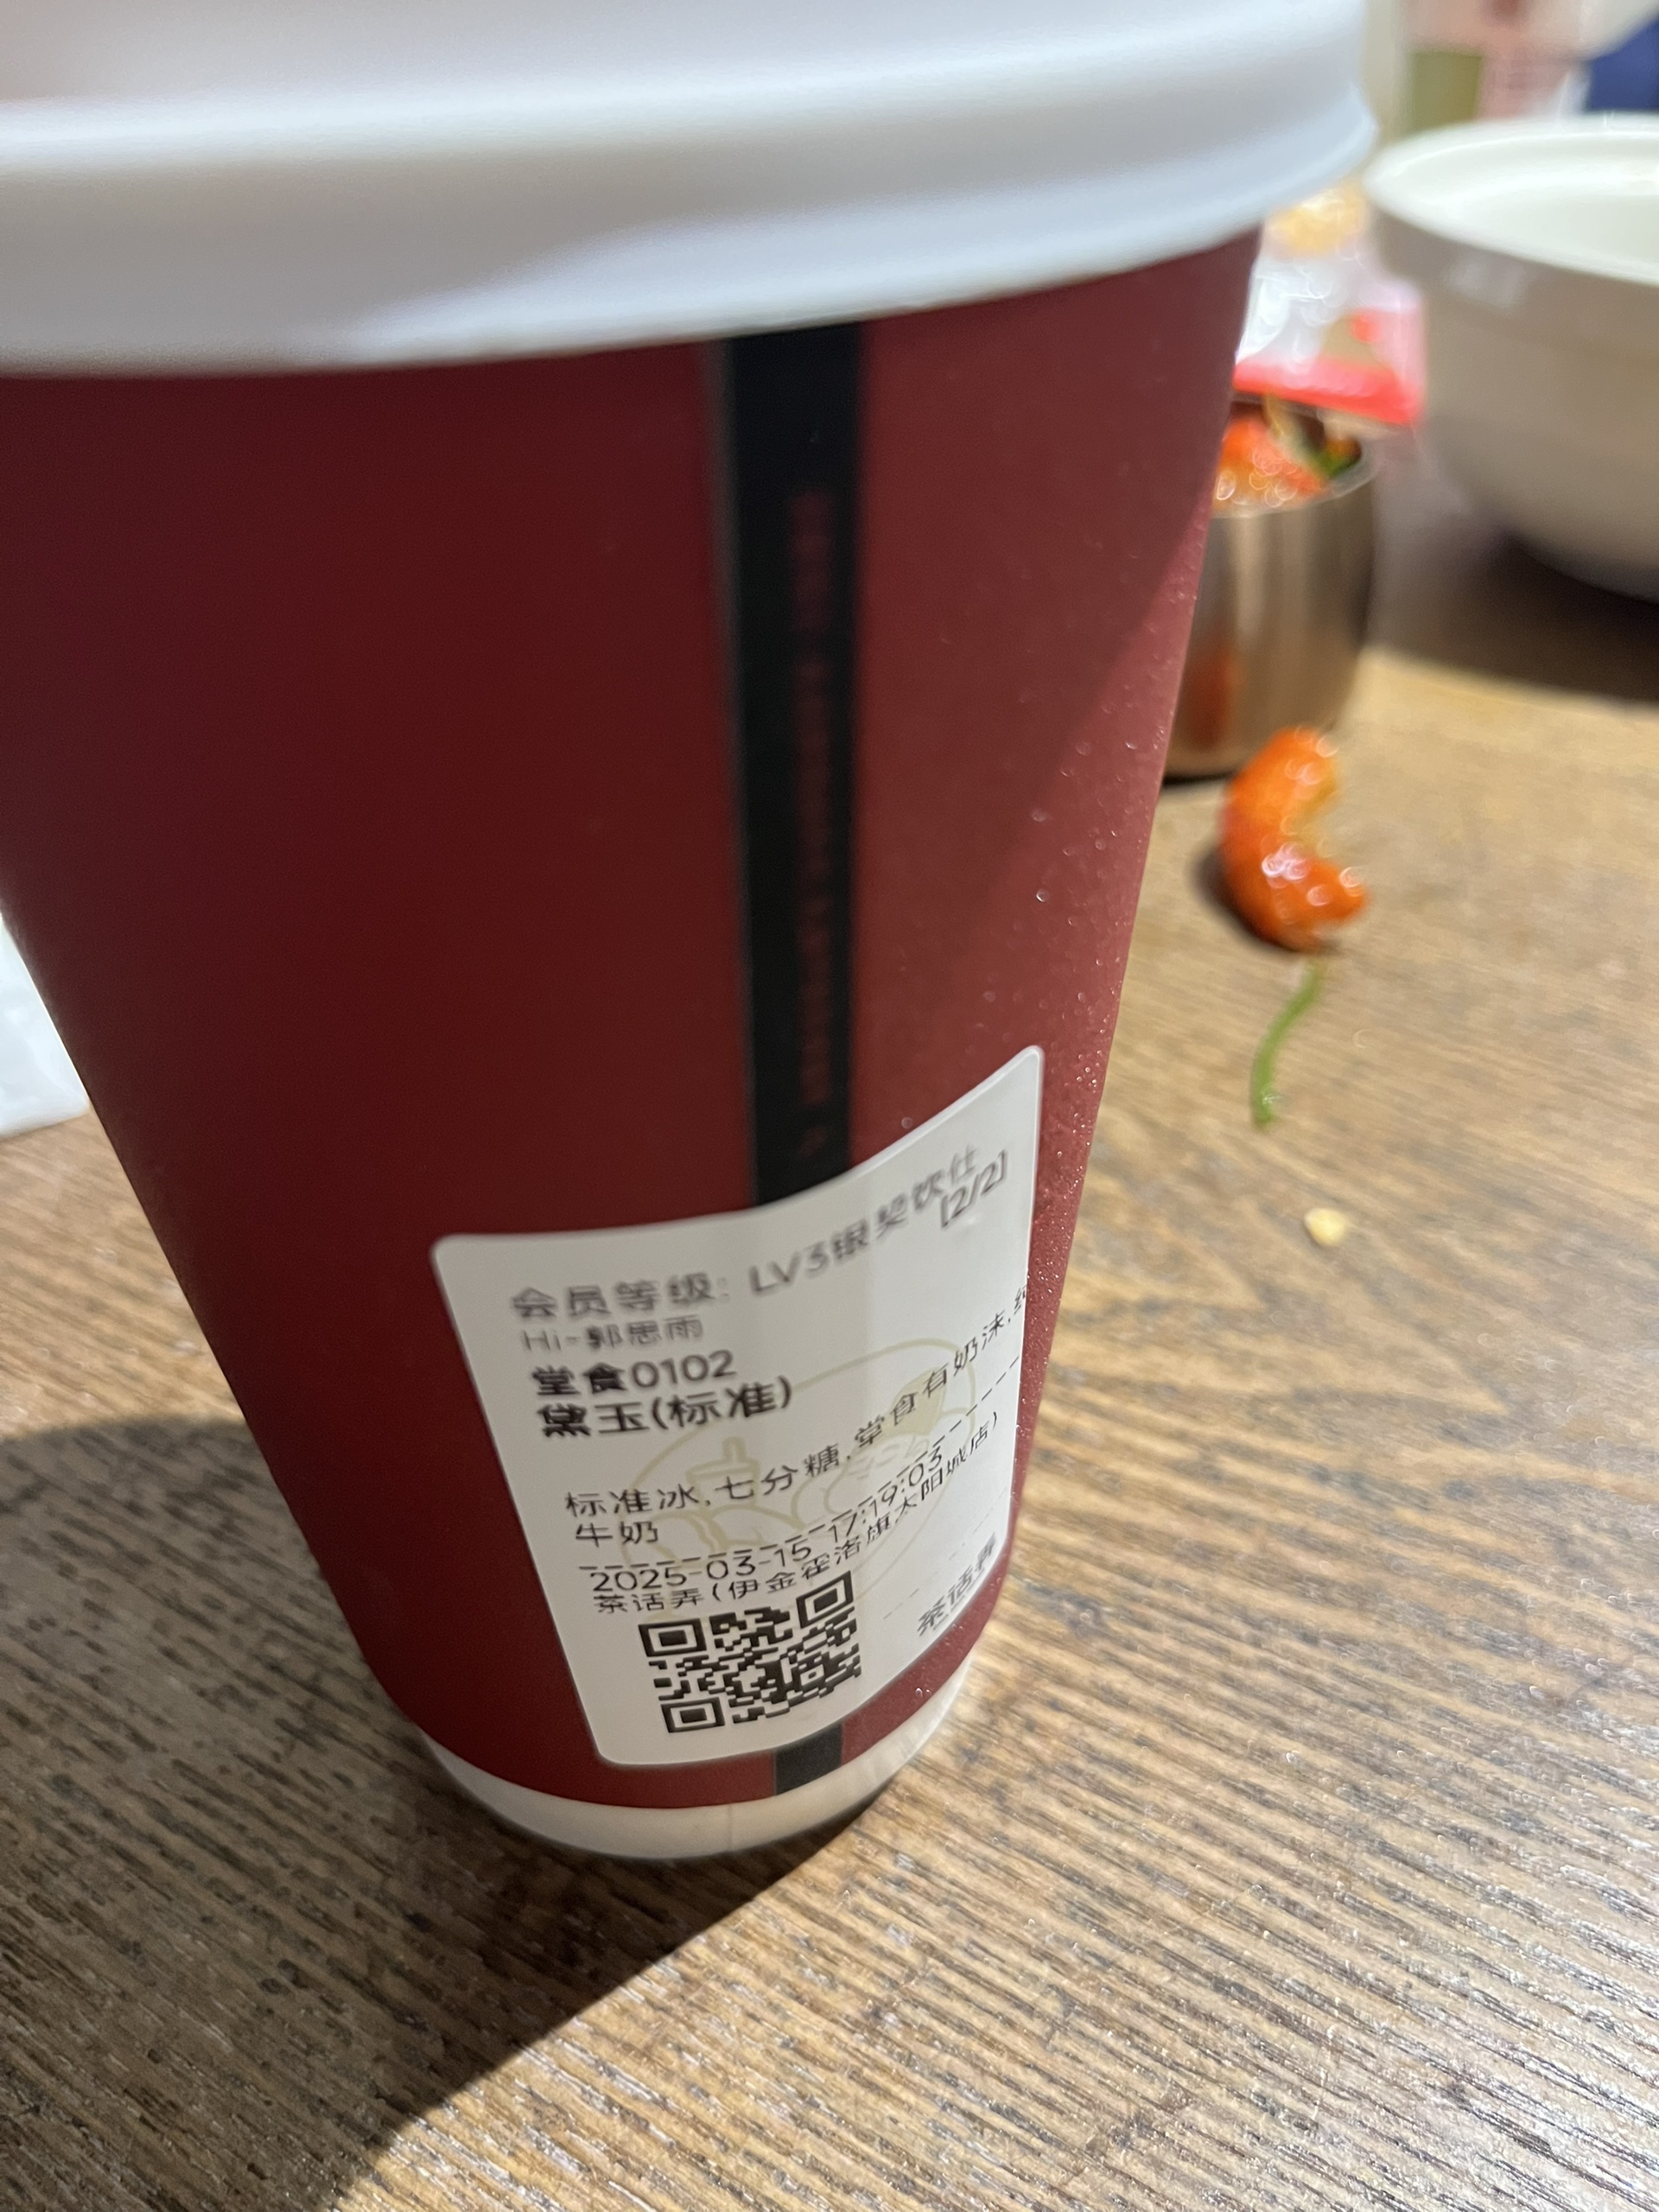 会员等级: LV3银契饮仕
[2/2]
Hi-郭思雨
堂食0102
黛玉(标准)
标准冰,七分糖,堂食有奶沫,纯
牛奶
2025-03-15 17:19:03
茶话弄(伊金霍洛旗太阳城店)
茶话弄